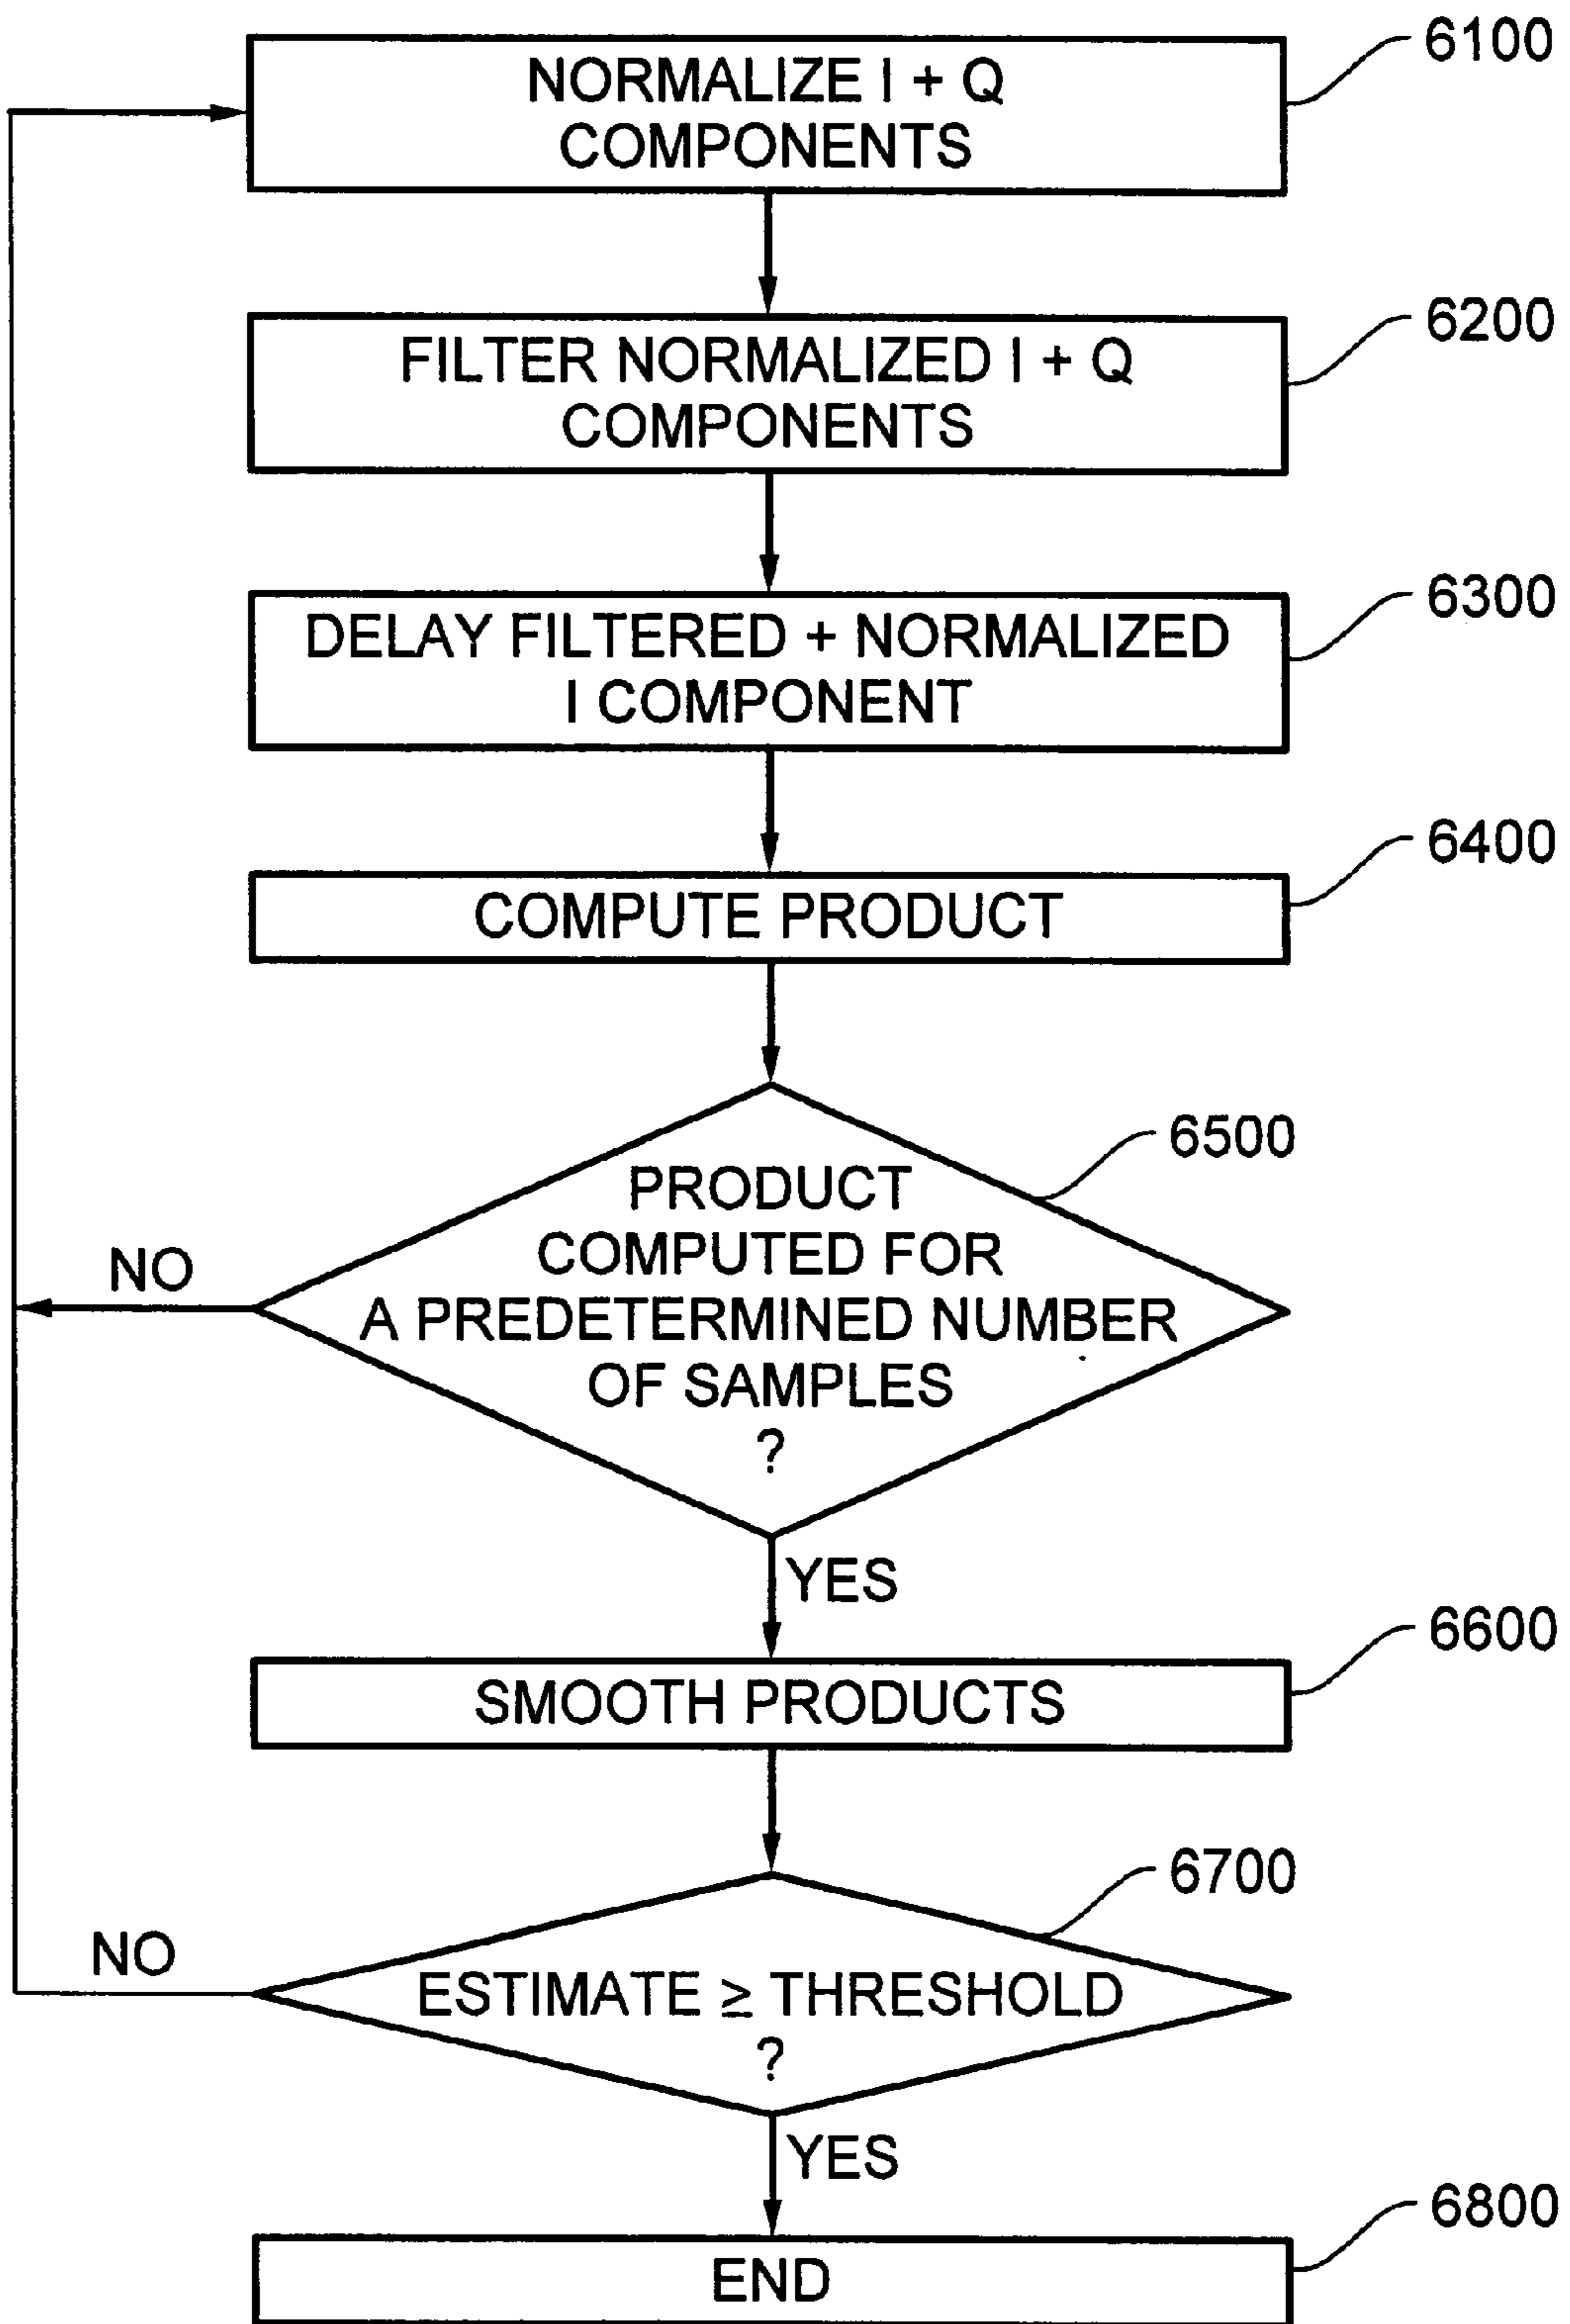 6100
NORMALIZE I + Q
COMPONENTS
6200
FILTER NORMALIZED I + Q
COMPONENTS
6300
DELAY FILTERED + NORMALIZED
I COMPONENT
6400
COMPUTE PRODUCT
6500
PRODUCT
COMPUTED FOR
A PREDETERMINED NUMBER
OF SAMPLES
?
NO
YES
6600
SMOOTH PRODUCTS
6700
NO
ESTIMATE ≥ THRESHOLD
?
YES
6800
END